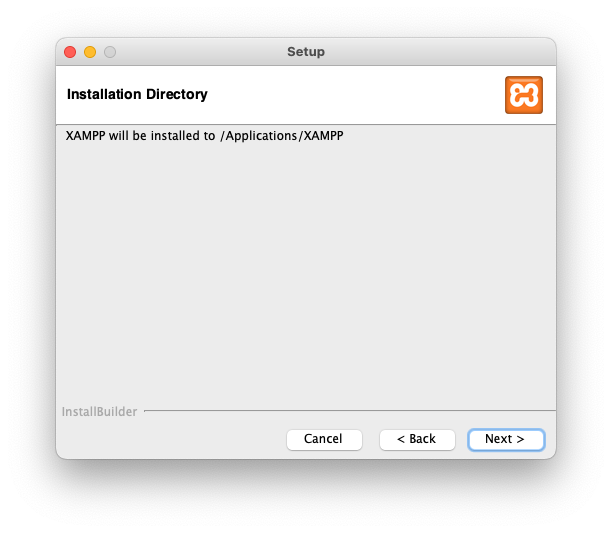 Setup
Installation Directory
XAMPP will be installed to /Applications/XAMPP
InstallBuilder
Cancel
< Back
Next >